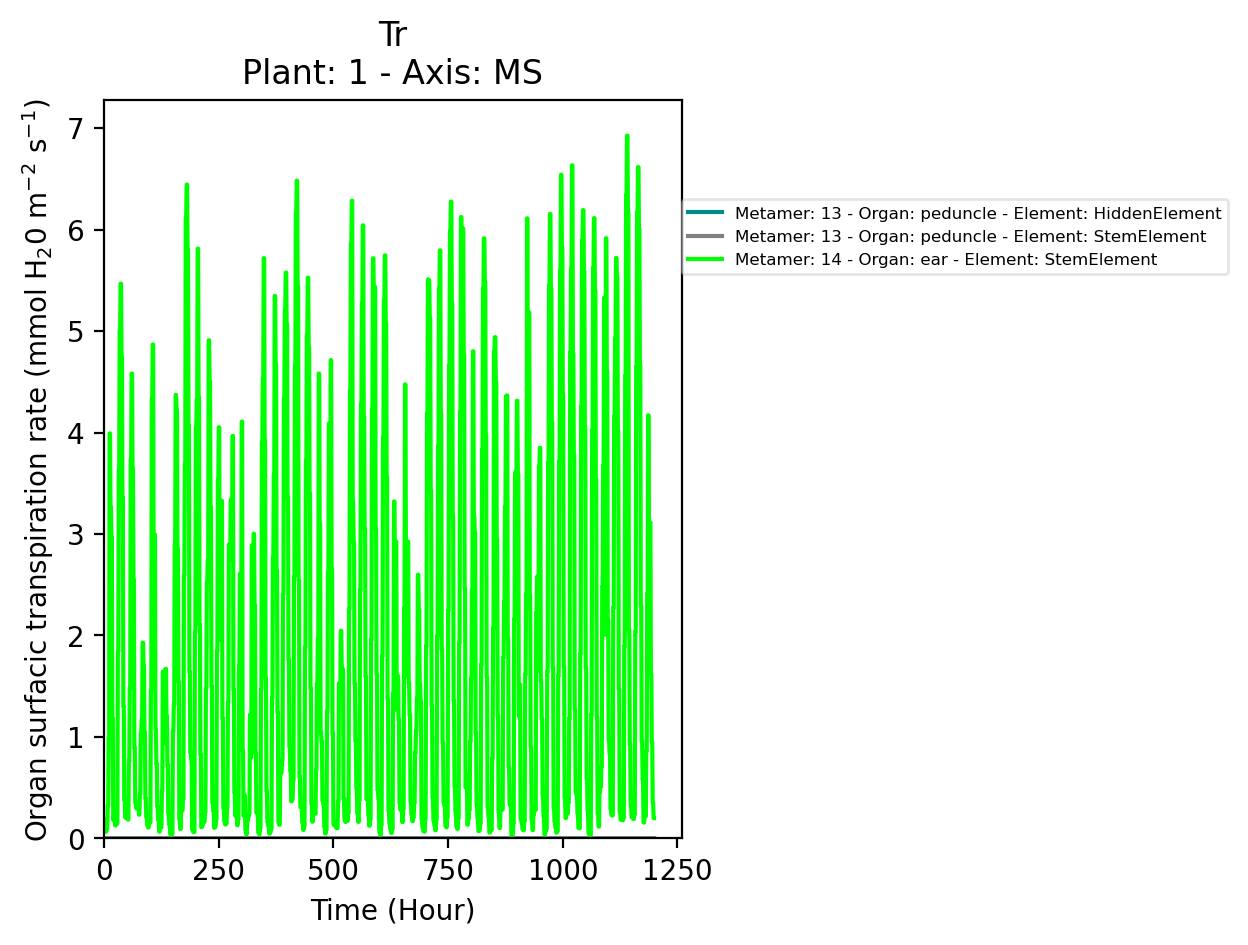 Tr
Plant: 1 - Axis: MS
Organ surfacic transpiration rate (mmol H₂0 m⁻² s⁻¹)
7
6
5
4
3
2
1
0
0 250 500 750 1000 1250
Time (Hour)
Metamer: 13 - Organ: peduncle - Element: HiddenElement
Metamer: 13 - Organ: peduncle - Element: StemElement
Metamer: 14 - Organ: ear - Element: StemElement